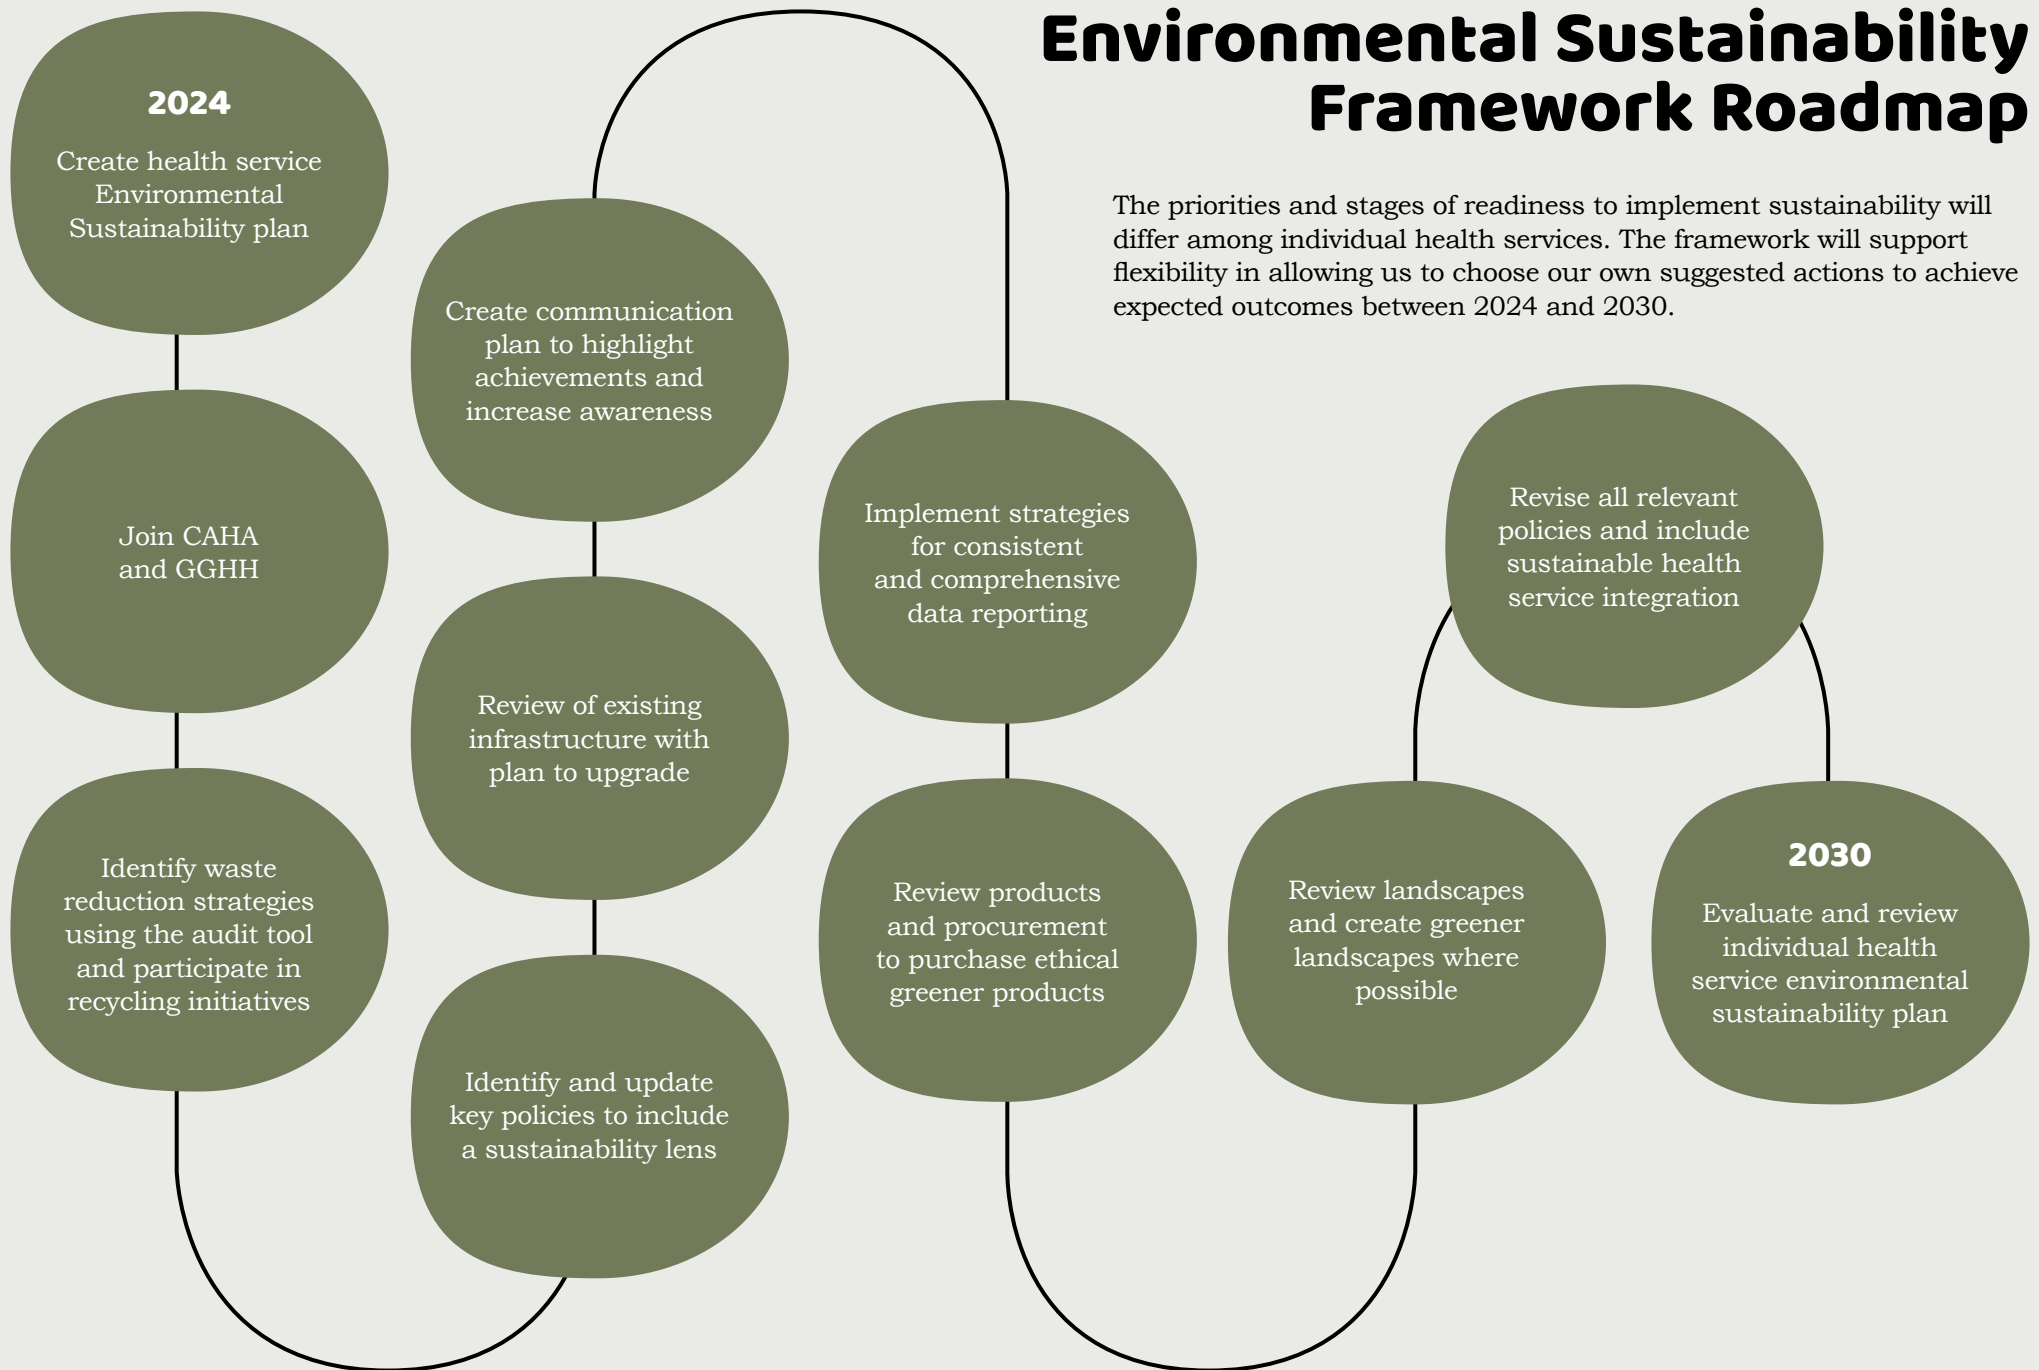 Environmental Sustainability
Framework Roadmap
The priorities and stages of readiness to implement sustainability will
differ among individual health services. The framework will support
flexibility in allowing us to choose our own suggested actions to achieve
expected outcomes between 2024 and 2030.
2024
Create health service
Environmental
Sustainability plan
Join CAHA
and GGHH
Identify waste
reduction strategies
using the audit tool
and participate in
recycling initiatives
Identify and update
key policies to include
a sustainability lens
Review of existing
infrastructure with
plan to upgrade
Create communication
plan to highlight
achievements and
increase awareness
Implement strategies
for consistent
and comprehensive
data reporting
Review products
and procurement
to purchase ethical
greener products
Review landscapes
and create greener
landscapes where
possible
Revise all relevant
policies and include
sustainable health
service integration
2030
Evaluate and review
individual health
service environmental
sustainability plan